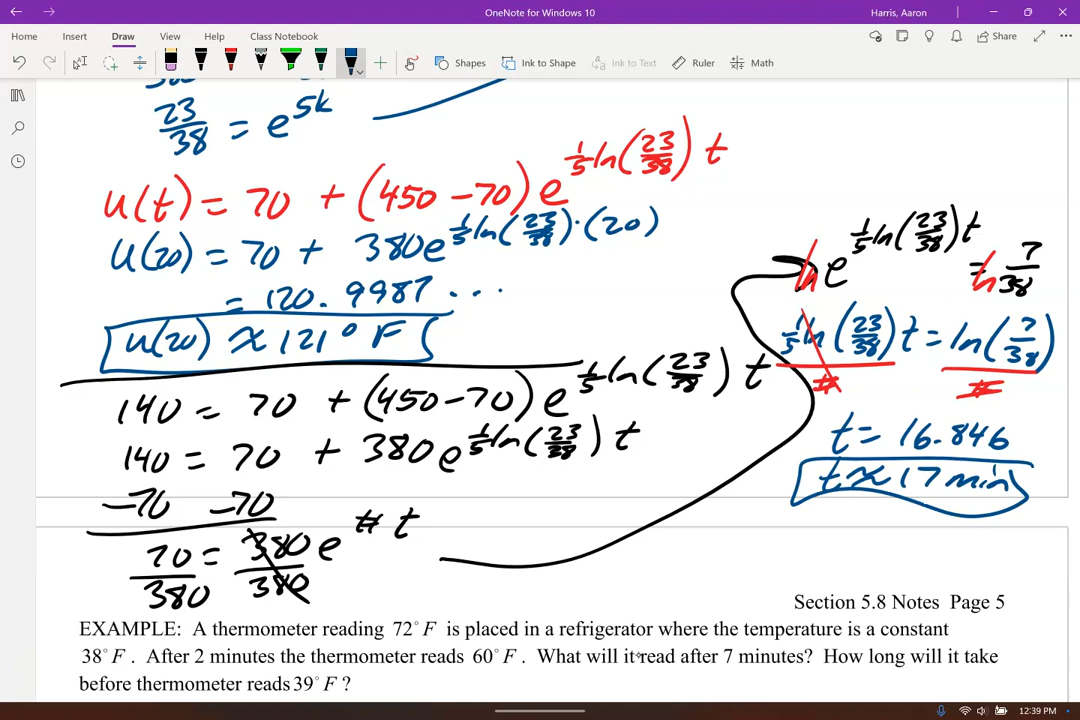 OneNote for Windows 10
Harris, Aaron
Home Insert Draw View Help Class Notebook
Share
Shapes Ink to Shape Ink to Text Ruler Math
23/38 = e^5k
u(t) = 70 + (450 - 70) e^(1/5 ln(23/38) t)
u(20) = 70 + 380e^(1/5 ln(23/38)·(20))
= 120.9987...
u(20) ≈ 121° F
140 = 70 + (450-70) e^(1/5 ln(23/38) t)
140 = 70 + 380 e^(1/5 ln(23/38) t)
-70 -70
70/380 = 380e^(# t)/380
ln e^(1/5 ln(23/38) t) = ln 7/38
1/5 ln(23/38) t = ln(7/38)
# #
t = 16.846
t ≈ 17 min
Section 5.8 Notes Page 5
EXAMPLE: A thermometer reading 72° F is placed in a refrigerator where the temperature is a constant
38° F . After 2 minutes the thermometer reads 60° F . What will it read after 7 minutes? How long will it take
before thermometer reads 39° F ?
12:39 PM